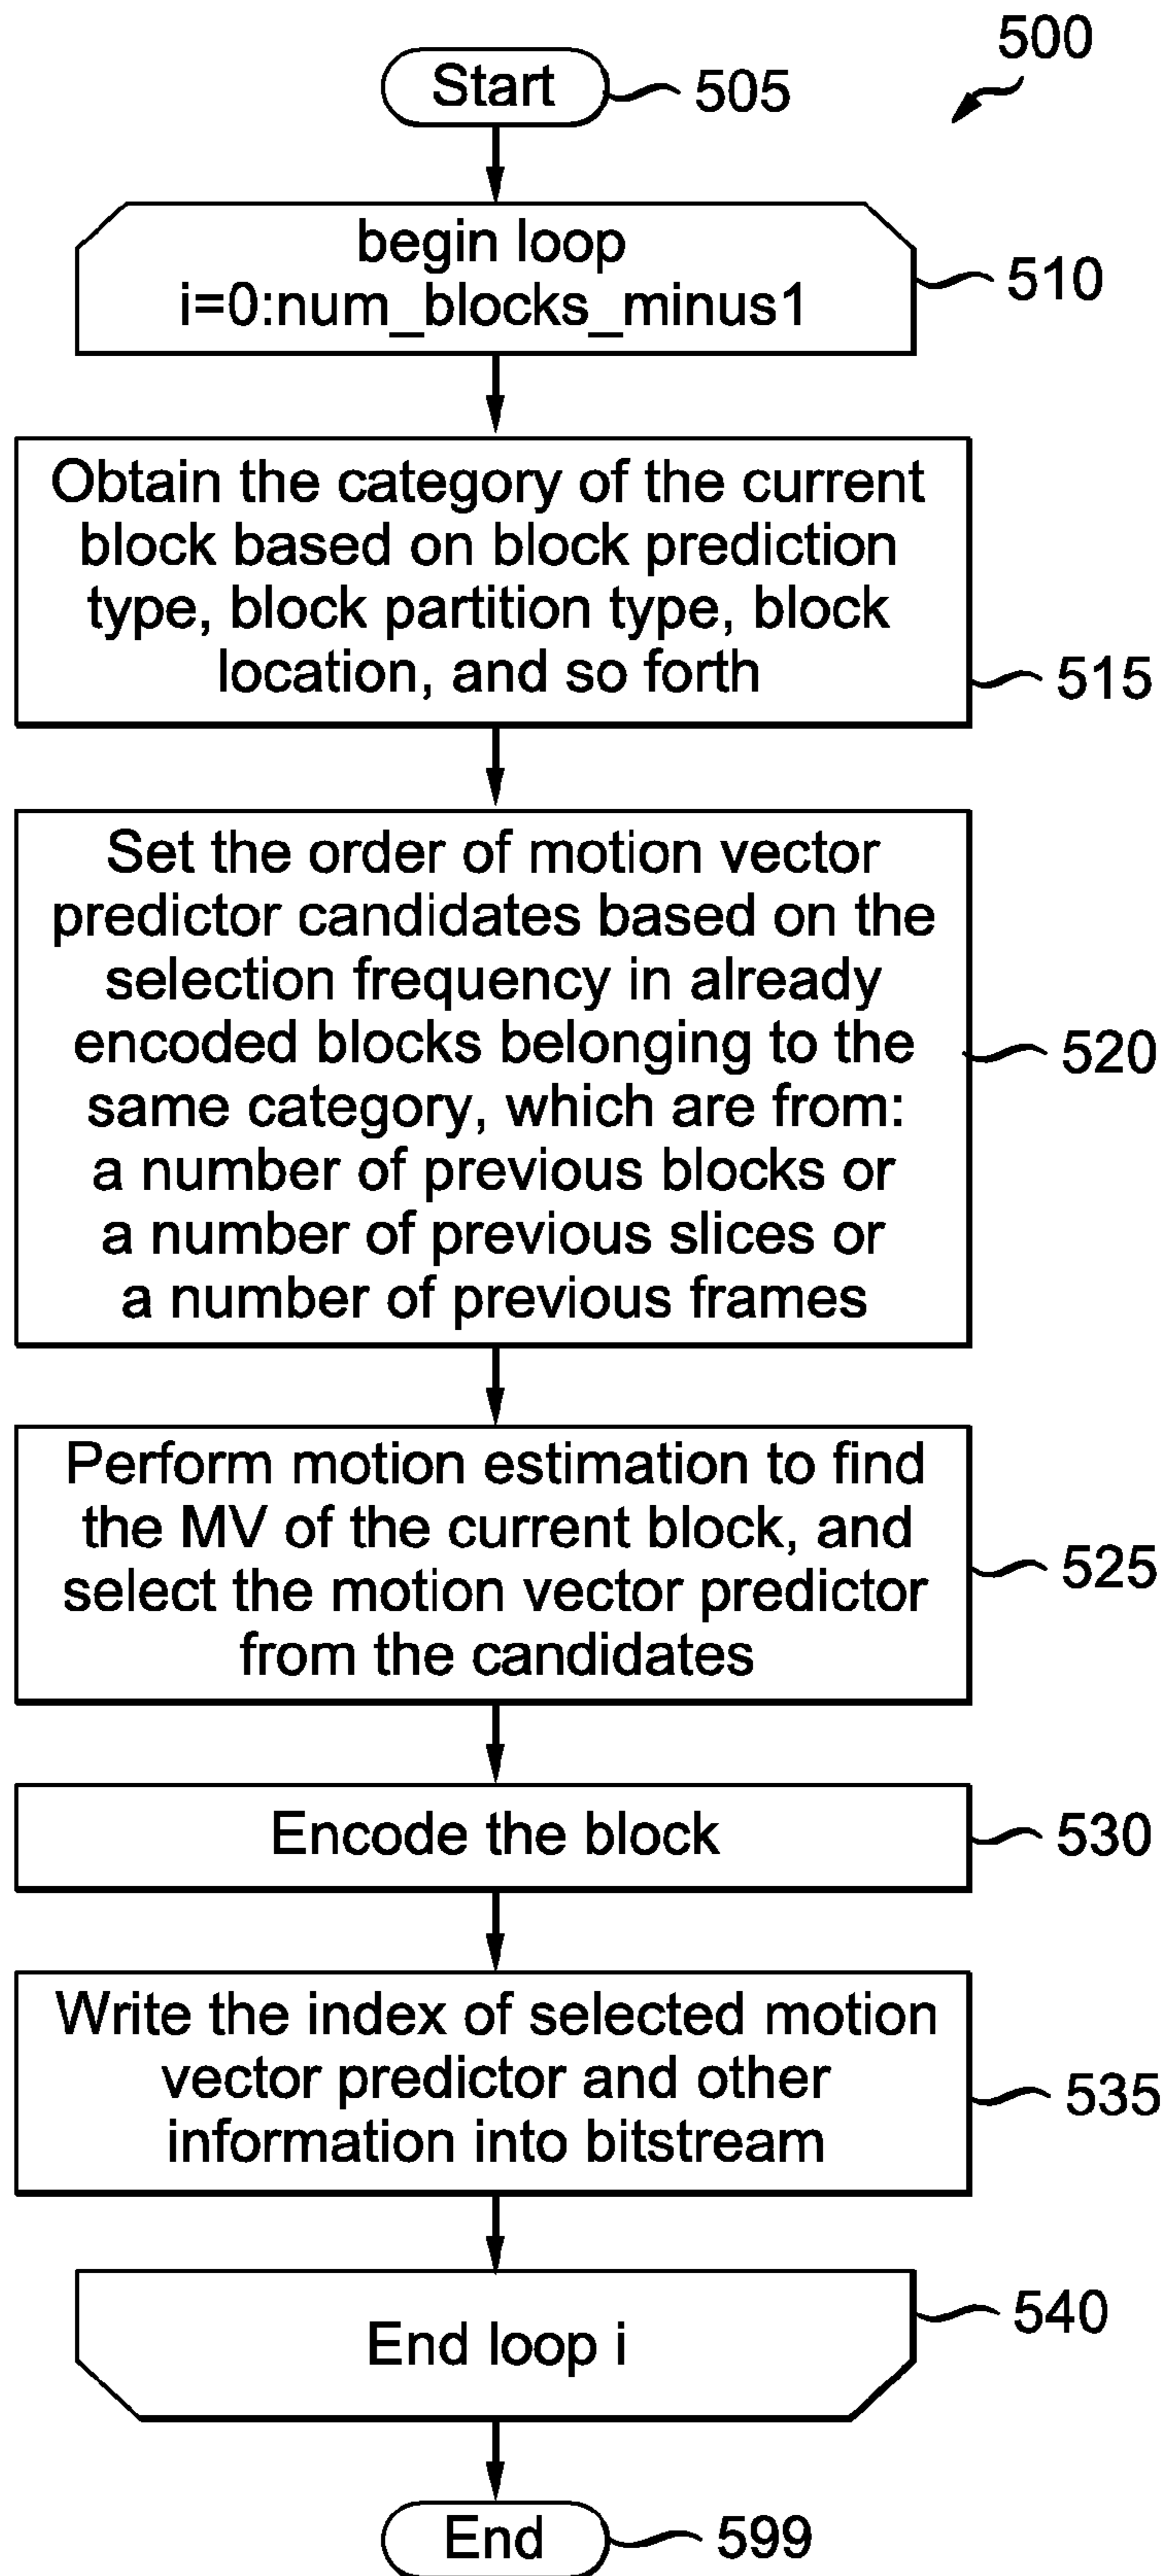 500
Start
505
begin loop
i=0:num_blocks_minus1
510
Obtain the category of the current
block based on block prediction
type, block partition type, block
location, and so forth
515
Set the order of motion vector
predictor candidates based on the
selection frequency in already
encoded blocks belonging to the
same category, which are from:
a number of previous blocks or
a number of previous slices or
a number of previous frames
520
Perform motion estimation to find
the MV of the current block, and
select the motion vector predictor
from the candidates
525
Encode the block
530
Write the index of selected motion
vector predictor and other
information into bitstream
535
End loop i
540
End
599